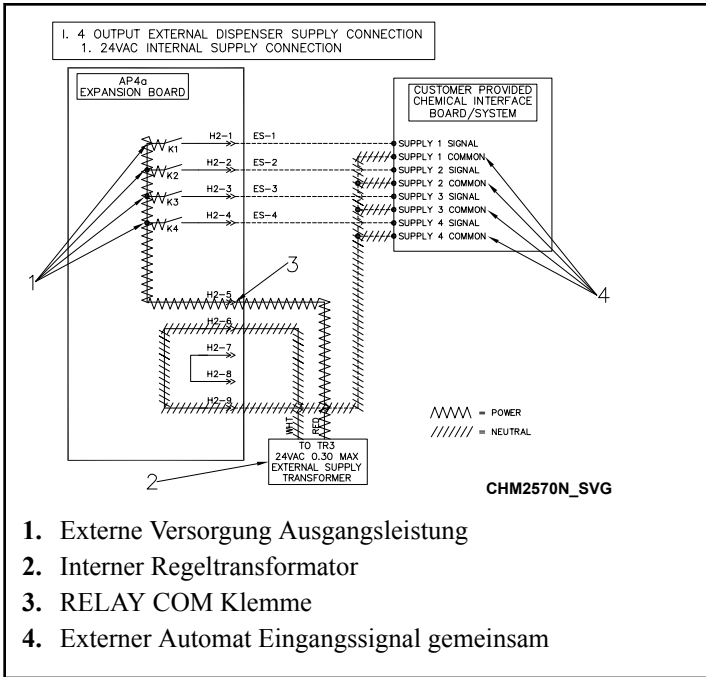 I. 4 OUTPUT EXTERNAL DISPENSER SUPPLY CONNECTION
1. 24VAC INTERNAL SUPPLY CONNECTION
AP4a
EXPANSION BOARD
CUSTOMER PROVIDED
CHEMICAL INTERFACE
BOARD/SYSTEM
K1
H2-1
ES-1
SUPPLY 1 SIGNAL
SUPPLY 1 COMMON
K2
H2-2
ES-2
SUPPLY 2 SIGNAL
SUPPLY 2 COMMON
K3
H2-3
ES-3
SUPPLY 3 SIGNAL
SUPPLY 3 COMMON
K4
H2-4
ES-4
SUPPLY 4 SIGNAL
SUPPLY 4 COMMON
1
3
4
H2-5
H2-6
H2-7
H2-8
H2-9
WHT
RED
TO TR3
24VAC 0.30 MAX
EXTERNAL SUPPLY
TRANSFORMER
2
= POWER
= NEUTRAL
CHM2570N_SVG
1. Externe Versorgung Ausgangsleistung
2. Interner Regeltransformator
3. RELAY COM Klemme
4. Externer Automat Eingangssignal gemeinsam